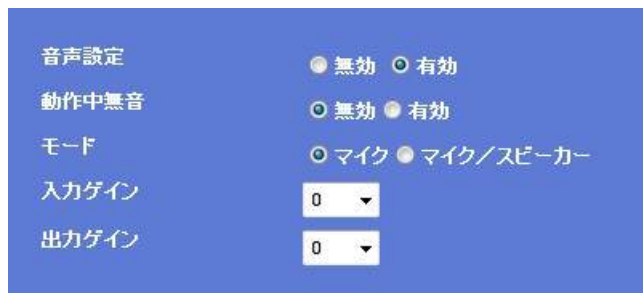 音声設定 無効 有効
動作中無音 無効 有効
モード マイク マイク／スピーカー
入力ゲイン 0
出力ゲイン 0